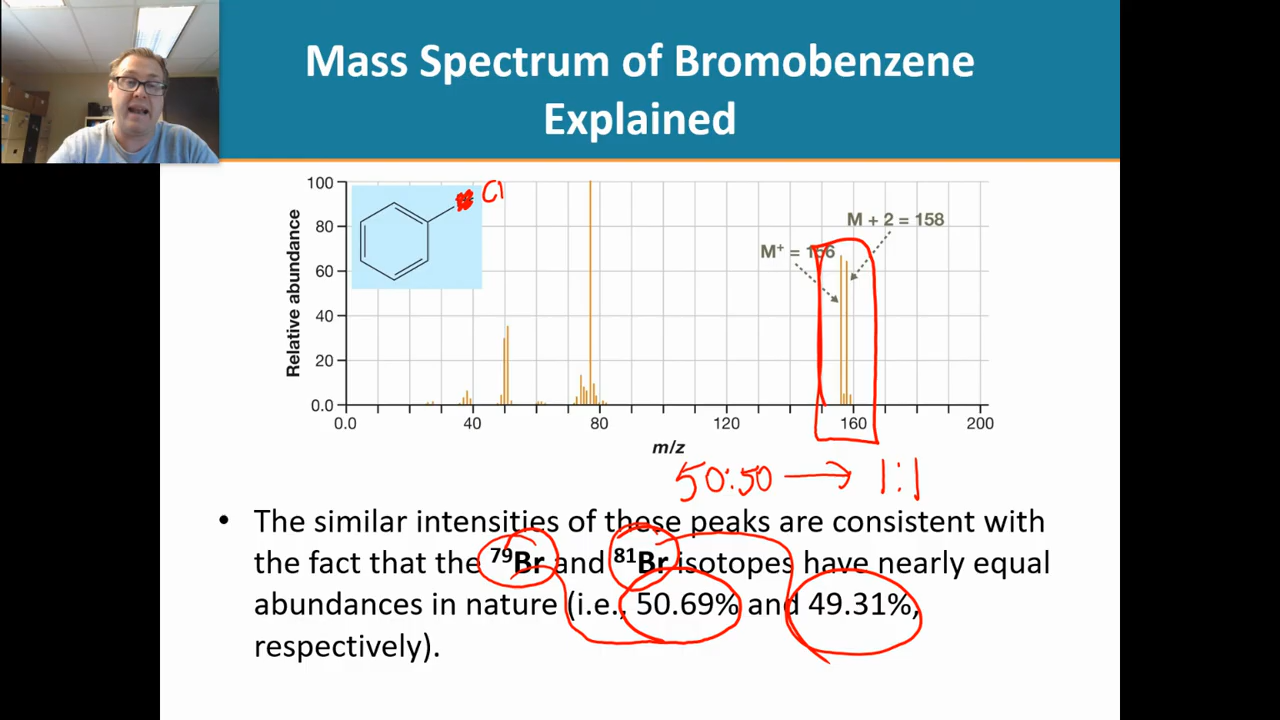 Mass Spectrum of Bromobenzene
Explained
Cl
Relative abundance
100
80
60
40
20
0.0
M + 2 = 158
M⁺ = 156
0.0 40 80 120 160 200
m/z
50:50 → 1:1
• The similar intensities of those peaks are consistent with
the fact that the ⁷⁹Br and ⁸¹Br isotopes have nearly equal
abundances in nature (i.e., 50.69% and 49.31%,
respectively).